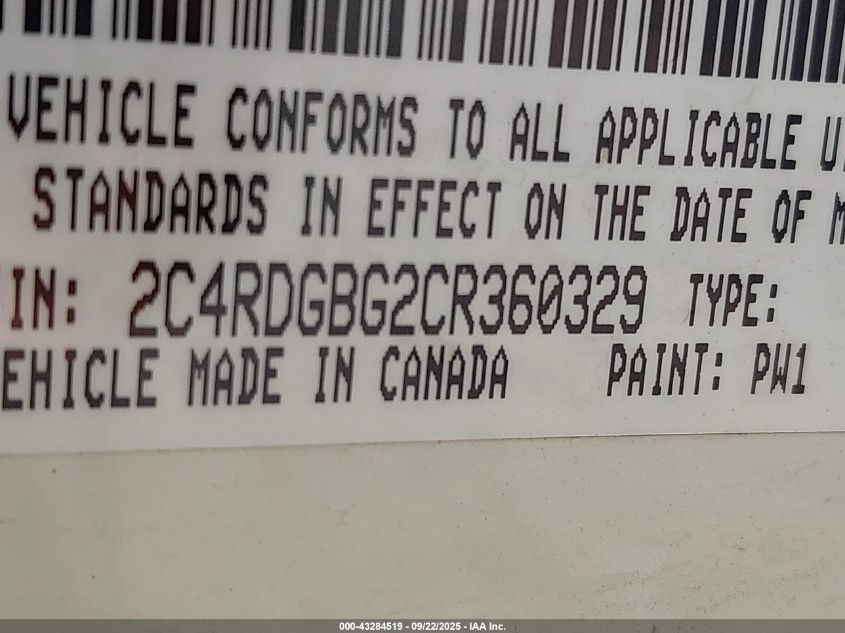 VEHICLE CONFORMS TO ALL APPLICABLE U
STANDARDS IN EFFECT ON THE DATE OF M
IN: 2C4RDGBG2CR360329 TYPE:
EHICLE MADE IN CANADA PAINT: PW1
000-43284519 - 09/22/2025 - IAA Inc.